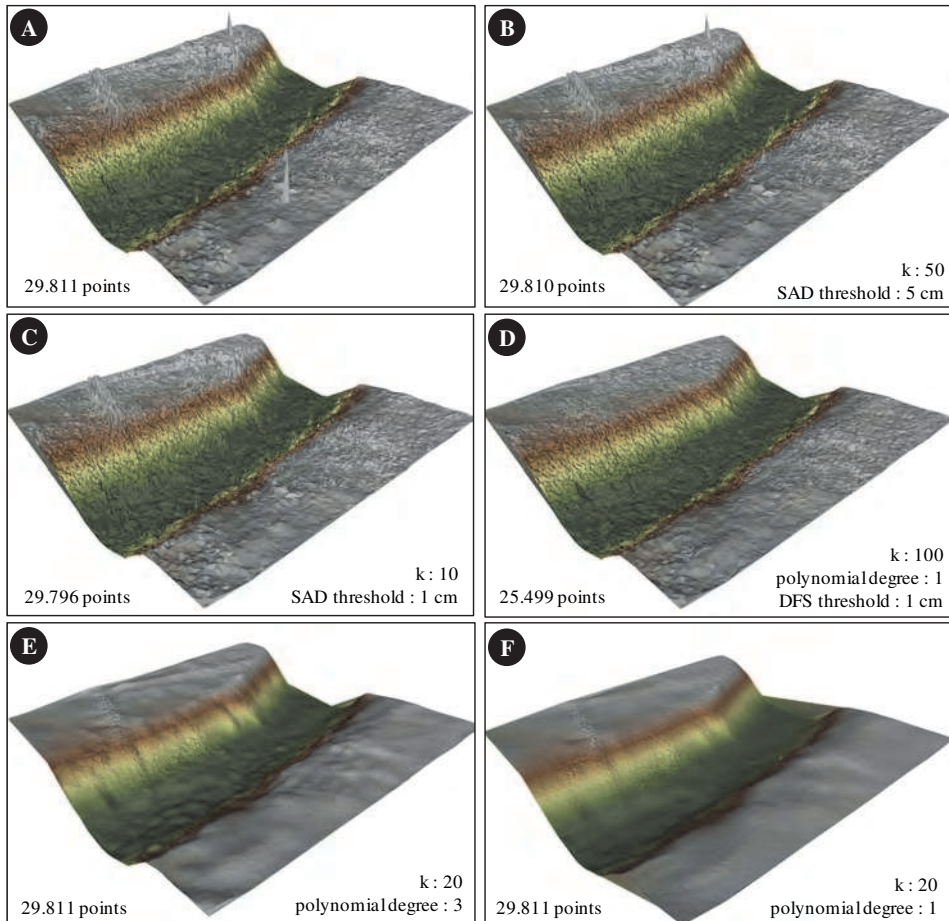 A
29.811 points
B
k : 50
29.810 points
SAD threshold : 5 cm
C
k : 10
29.796 points
SAD threshold : 1 cm
D
k : 100
polynomial degree : 1
25.499 points
DFS threshold : 1 cm
E
k : 20
29.811 points
polynomial degree : 3
F
k : 20
29.811 points
polynomial degree : 1